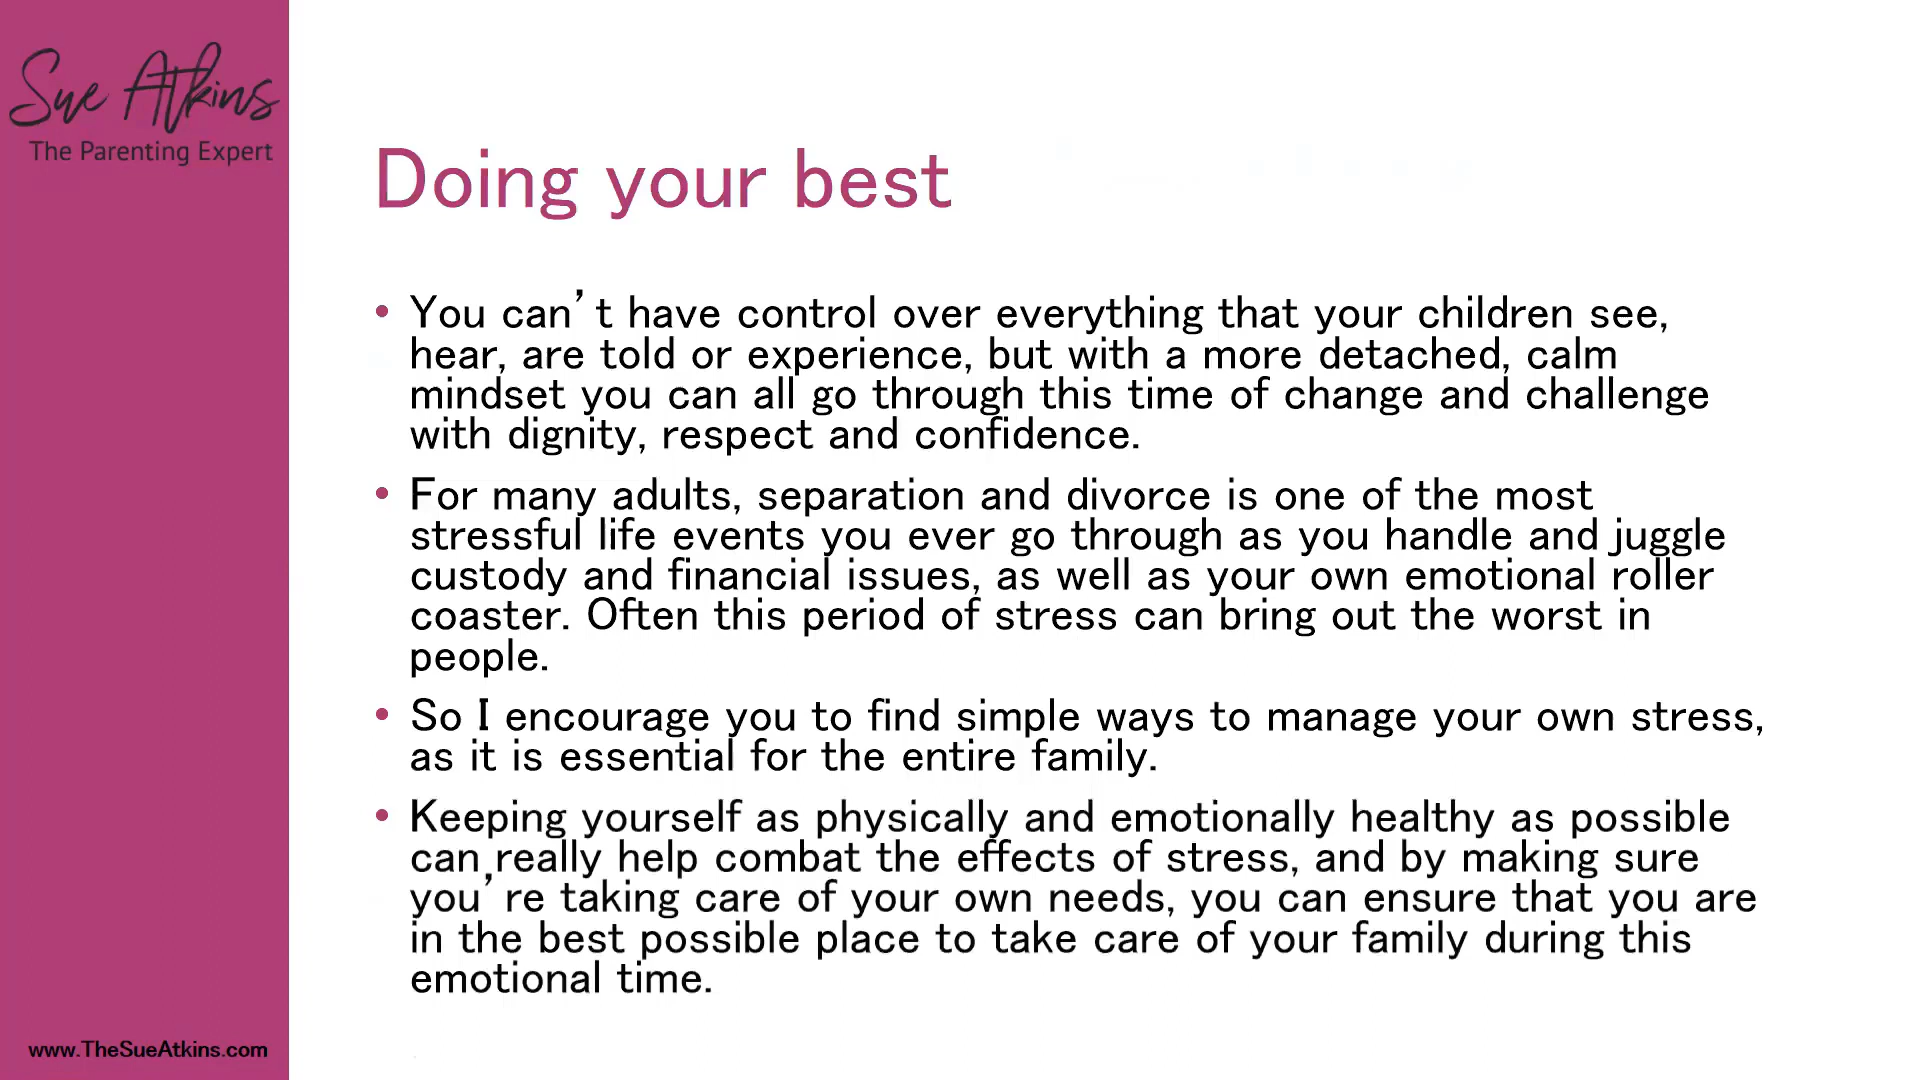 Sue Atkins
The Parenting Expert
Doing your best
• You can’t have control over everything that your children see,
hear, are told or experience, but with a more detached, calm
mindset you can all go through this time of change and challenge
with dignity, respect and confidence.
• For many adults, separation and divorce is one of the most
stressful life events you ever go through as you handle and juggle
custody and financial issues, as well as your own emotional roller
coaster. Often this period of stress can bring out the worst in
people.
• So I encourage you to find simple ways to manage your own stress,
as it is essential for the entire family.
• Keeping yourself as physically and emotionally healthy as possible
can really help combat the effects of stress, and by making sure
you’re taking care of your own needs, you can ensure that you are
in the best possible place to take care of your family during this
emotional time.
www.TheSueAtkins.com